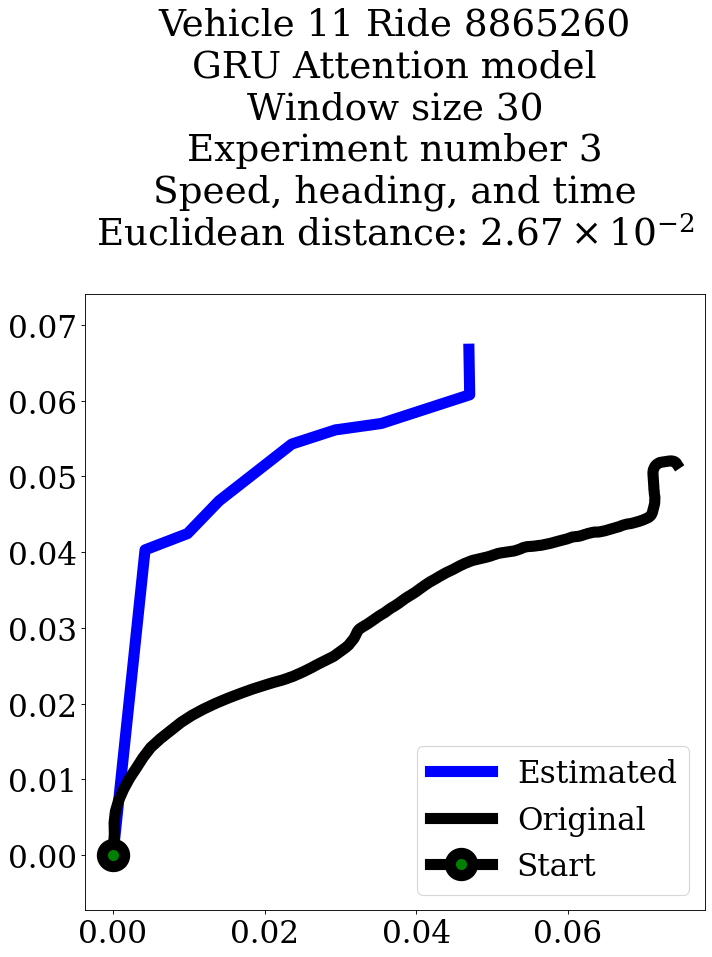 Vehicle 11 Ride 8865260
GRU Attention model
Window size 30
Experiment number 3
Speed, heading, and time
Euclidean distance: 2.67 × 10⁻²
0.07
0.06
0.05
0.04
0.03
0.02
0.01
0.00
0.00 0.02 0.04 0.06
Estimated
Original
Start